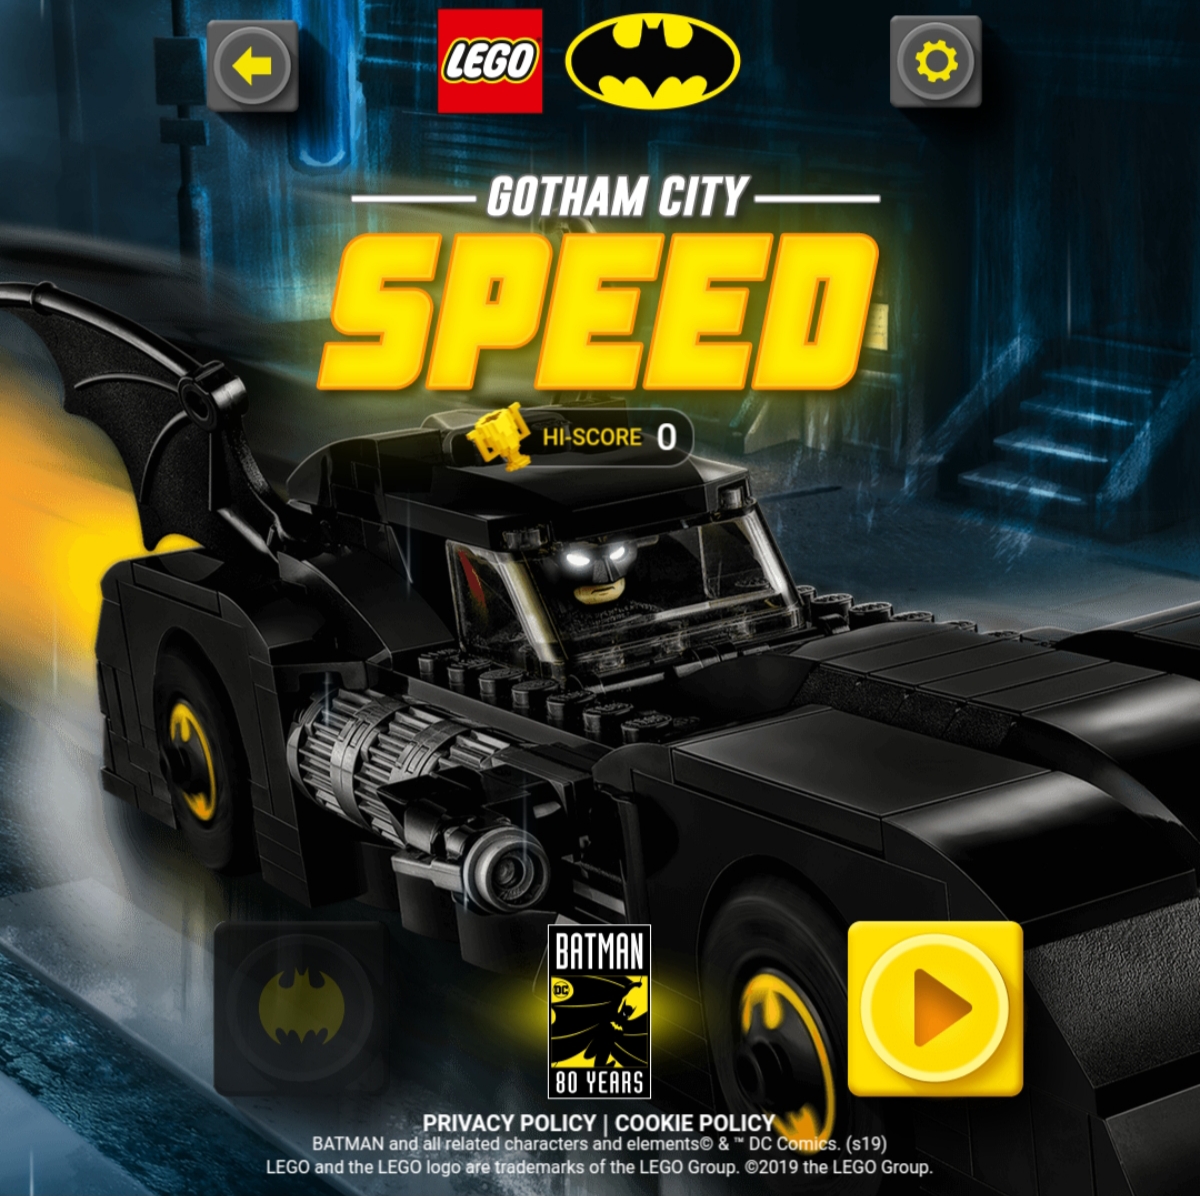 LEGO
GOTHAM CITY
SPEED
HI-SCORE 0
BATMAN
DC
80 YEARS
PRIVACY POLICY | COOKIE POLICY
BATMAN and all related characters and elements© & ™ DC Comics. (s19)
LEGO and the LEGO logo are trademarks of the LEGO Group. ©2019 the LEGO Group.